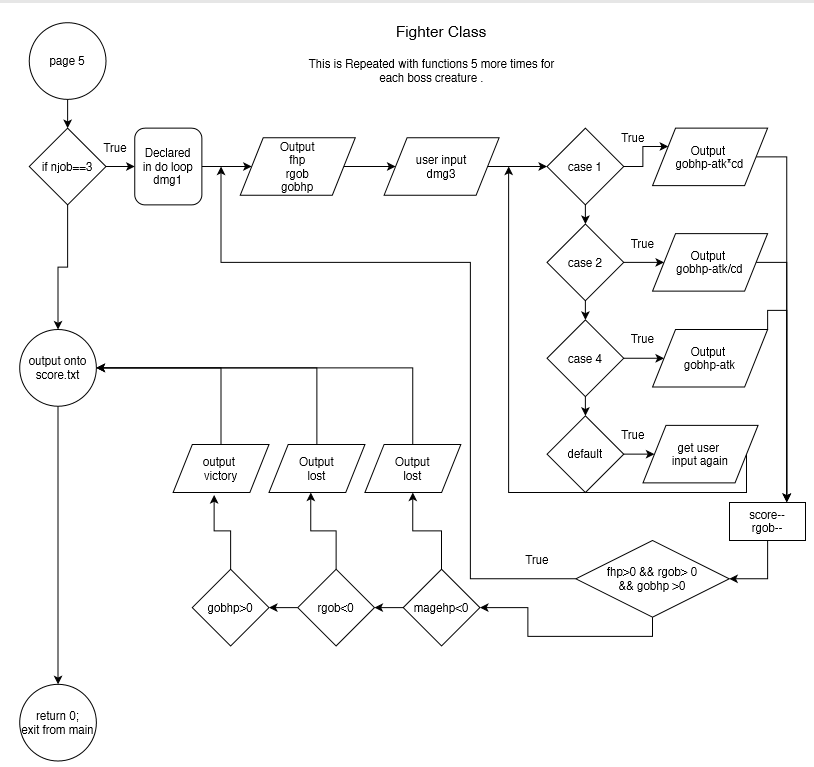 Fighter Class
This is Repeated with functions 5 more times for
each boss creature .
page 5
if njob==3
True
Declared
in do loop
dmg1
Output
fhp
rgob
gobhp
user input
dmg3
case 1
True
Output
gobhp-atk*cd
case 2
True
Output
gobhp-atk/cd
case 4
True
Output
gobhp-atk
default
True
get user
input again
score--
rgob--
fhp>0 && rgob> 0
&& gobhp >0
True
magehp<0
rgob<0
gobhp>0
Output
lost
Output
lost
output
victory
output onto
score.txt
return 0;
exit from main